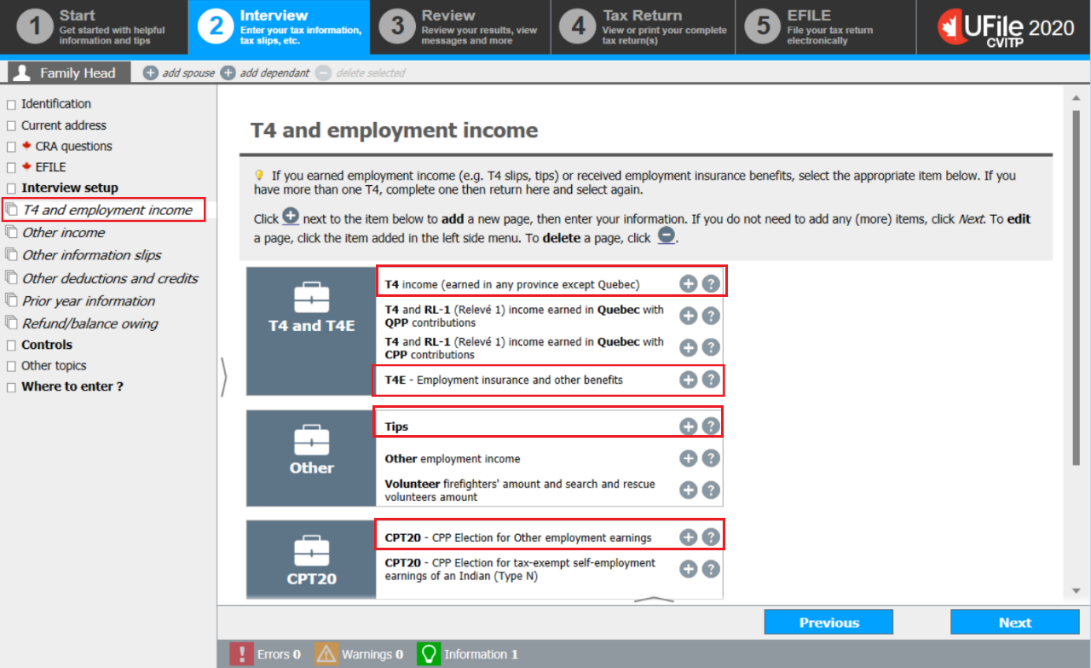 1 Start
Get started with helpful
information and tips
2 Interview
Enter your tax information,
tax slips, etc.
3 Review
Review your results, view
messages and more
4 Tax Return
View or print your complete
tax return(s)
5 EFILE
File your tax return
electronically
UFile 2020
CVITP
Family Head + add spouse + add dependant − delete selected
Identification
Current address
CRA questions
EFILE
Interview setup
T4 and employment income
Other income
Other information slips
Other deductions and credits
Prior year information
Refund/balance owing
Controls
Other topics
Where to enter ?
T4 and employment income
If you earned employment income (e.g. T4 slips, tips) or received employment insurance benefits, select the appropriate item below. If you
have more than one T4, complete one then return here and select again.
Click + next to the item below to add a new page, then enter your information. If you do not need to add any (more) items, click Next. To edit
a page, click the item added in the left side menu. To delete a page, click −.
T4 and T4E
T4 income (earned in any province except Quebec) + ?
T4 and RL-1 (Relevé 1) income earned in Quebec with
QPP contributions + ?
T4 and RL-1 (Relevé 1) income earned in Quebec with
CPP contributions + ?
T4E - Employment insurance and other benefits + ?
Other
Tips + ?
Other employment income + ?
Volunteer firefighters' amount and search and rescue
volunteers amount + ?
CPT20
CPT20 - CPP Election for Other employment earnings + ?
CPT20 - CPP Election for tax-exempt self-employment
earnings of an Indian (Type N) + ?
Previous Next
! Errors 0 Warnings 0 Information 1